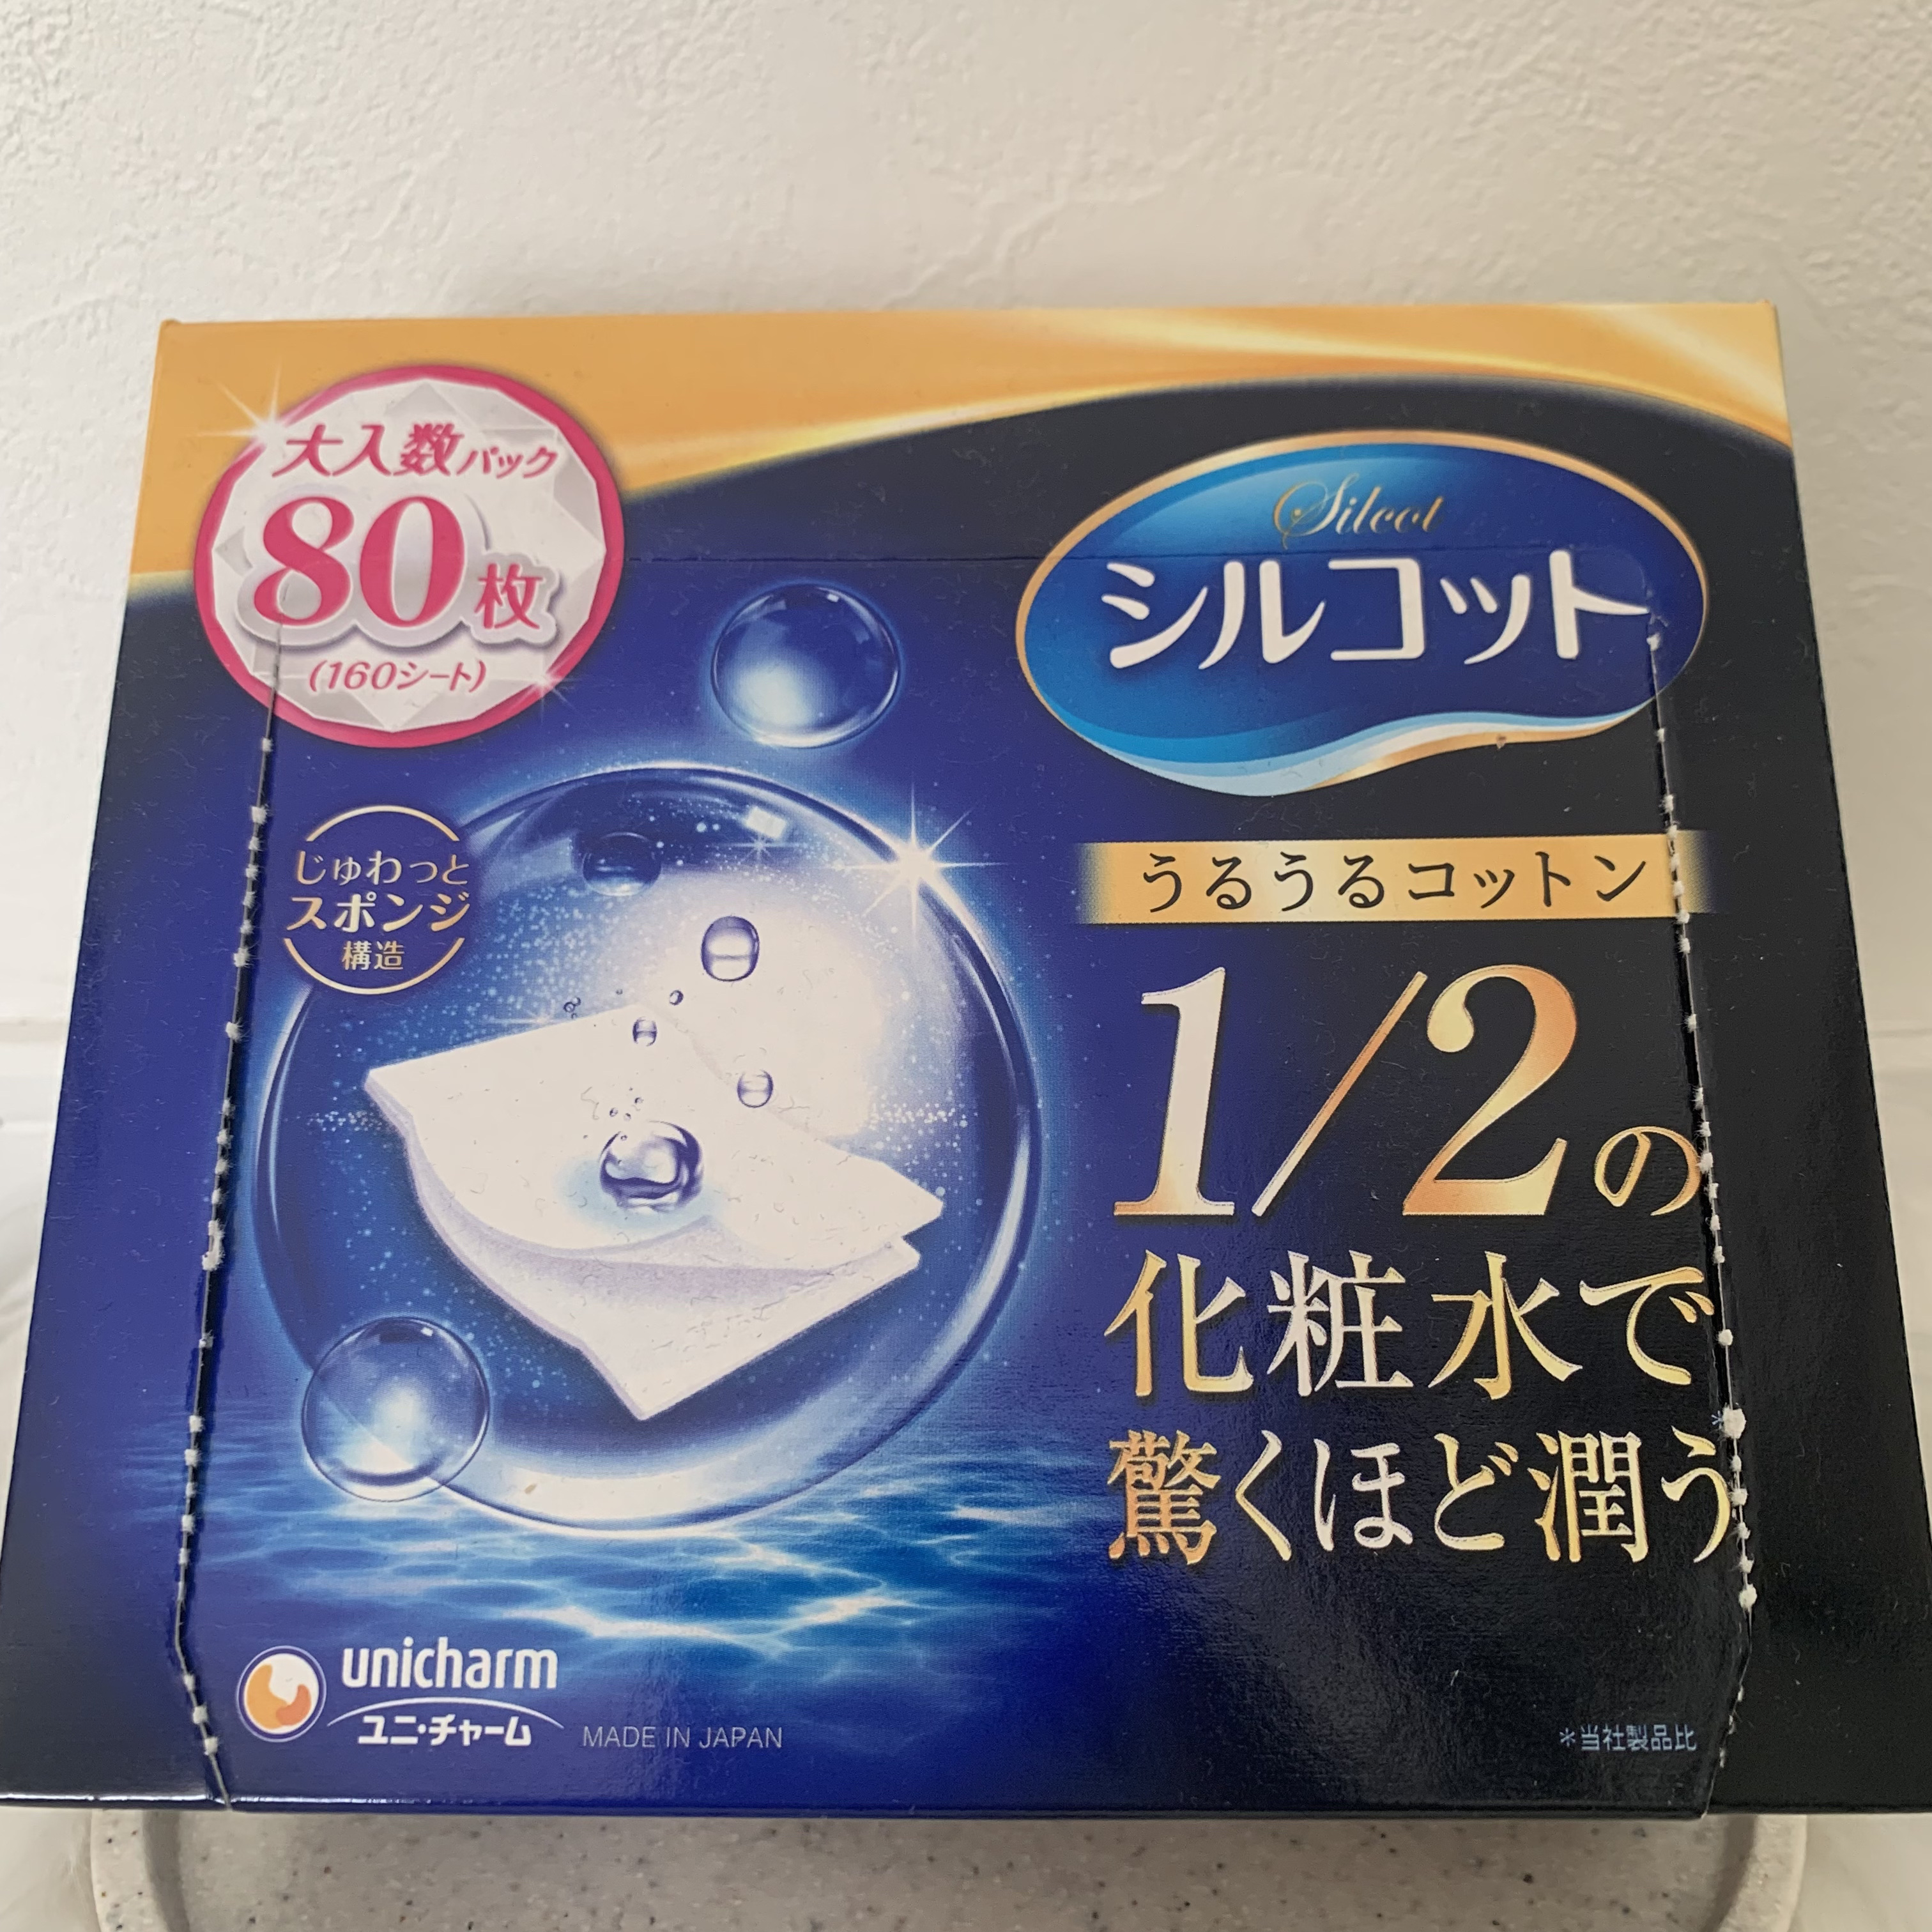 大入数パック
80枚
(160シート)
Silcot
シルコット
じゅわっと
スポンジ
構造
うるうるコットン
1/2の
化粧水で
驚くほど潤う*
unicharm
ユニ・チャーム
MADE IN JAPAN
*当社製品比